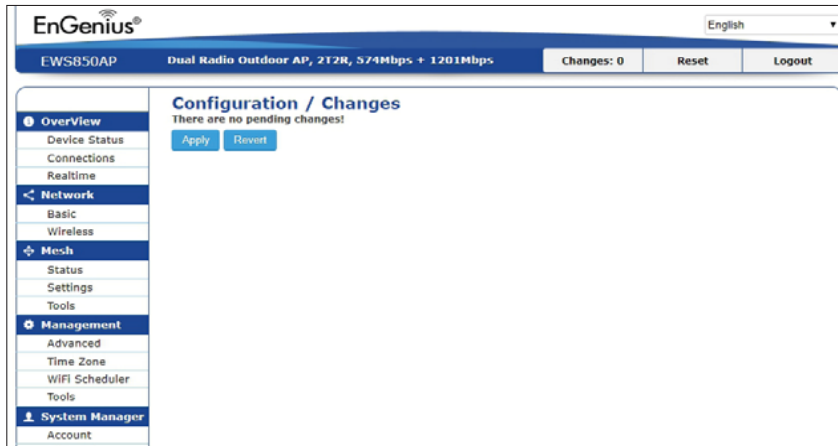 EnGenius®
English
EWS850AP
Dual Radio Outdoor AP, 2T2R, 574Mbps + 1201Mbps
Changes: 0
Reset
Logout
OverView
Device Status
Connections
Realtime
Network
Basic
Wireless
Mesh
Status
Settings
Tools
Management
Advanced
Time Zone
WiFi Scheduler
Tools
System Manager
Account
Configuration / Changes
There are no pending changes!
Apply
Revert